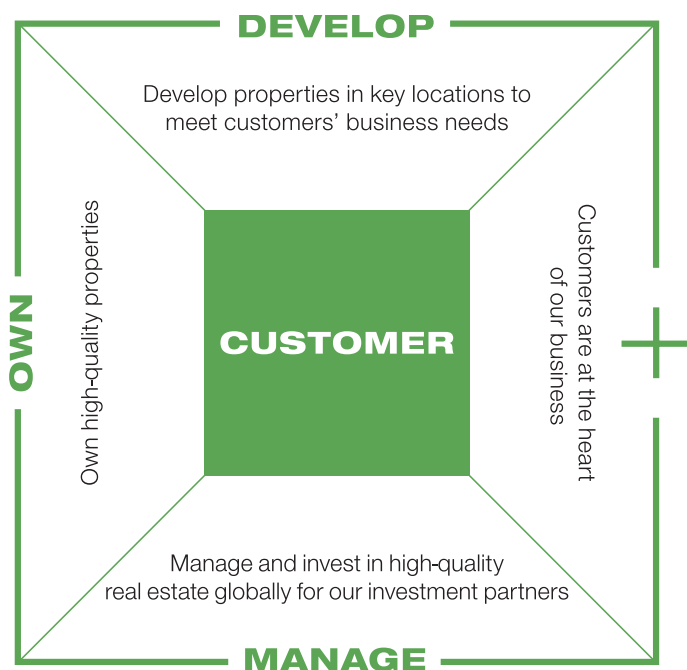 DEVELOP
Develop properties in key locations to
meet customers’ business needs
OWN
Own high-quality properties
CUSTOMER
Customers are at the heart
of our business
+
Manage and invest in high-quality
real estate globally for our investment partners
MANAGE